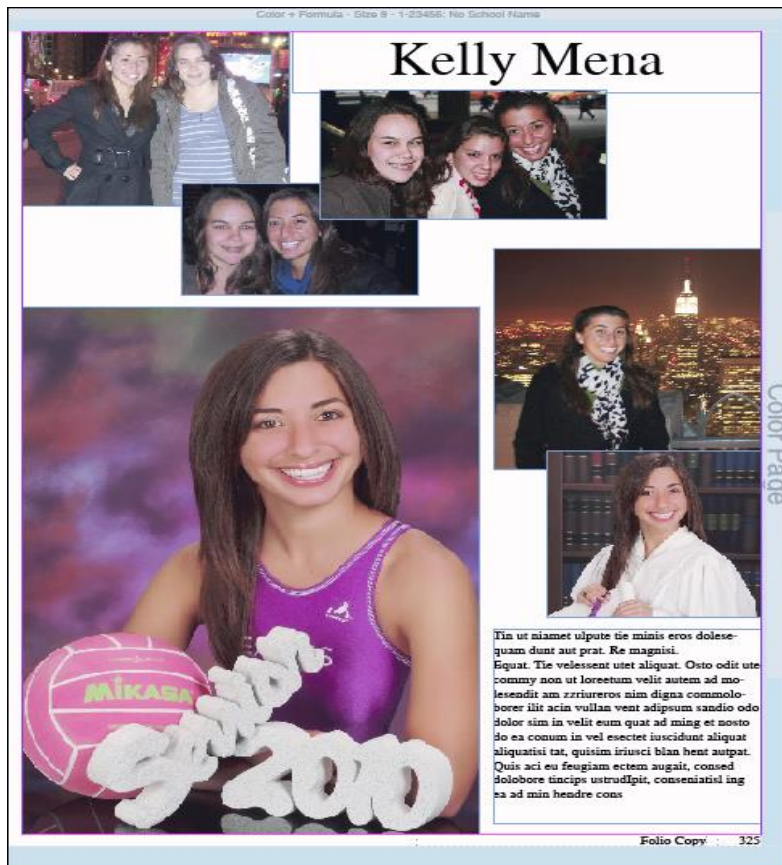 Color + Formula - Size 9 - 1-23456: No School Name
Kelly Mena
Color Page
MIKASA
Senior
2010
Tin ut niamet ulpute tie minis eros dolese-
quam dunt aut prat. Re magnisi.
Equat. Tie velessent utet aliquat. Osto odit ute
commy non ut loreetum velit autem ad mo-
lesendit am zzriureros nim digna commolo-
borer ilit acin vullan vent adipsum sandio odo
dolor sim in velit eum quat ad ming et nosto
do ea conum in vel esectet iuscidunt aliquat
aliquatisi tat, quisim iriusci blan hent autpat.
Quis aci eu feugiam ectem augait, consed
dolobore tincips ustrudIpit, conseniatisl ing
ea ad min hendre cons
Folio Copy 325